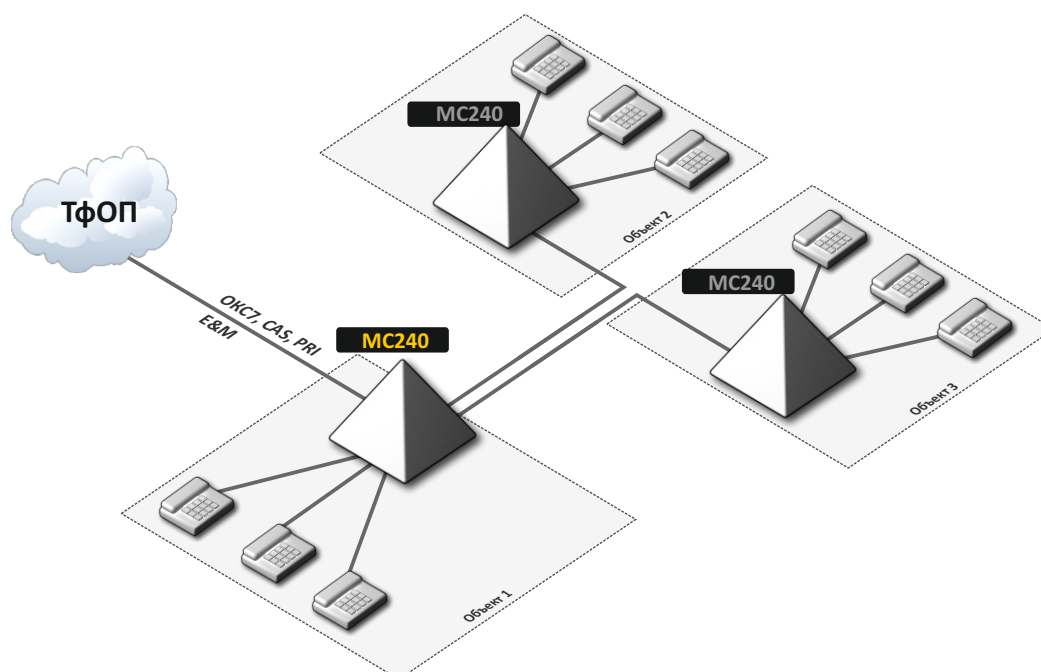 МС240
ТфОП
Объект 2
МС240
ОКС7, CAS, PRI
E&M
МС240
Объект 3
Объект 1